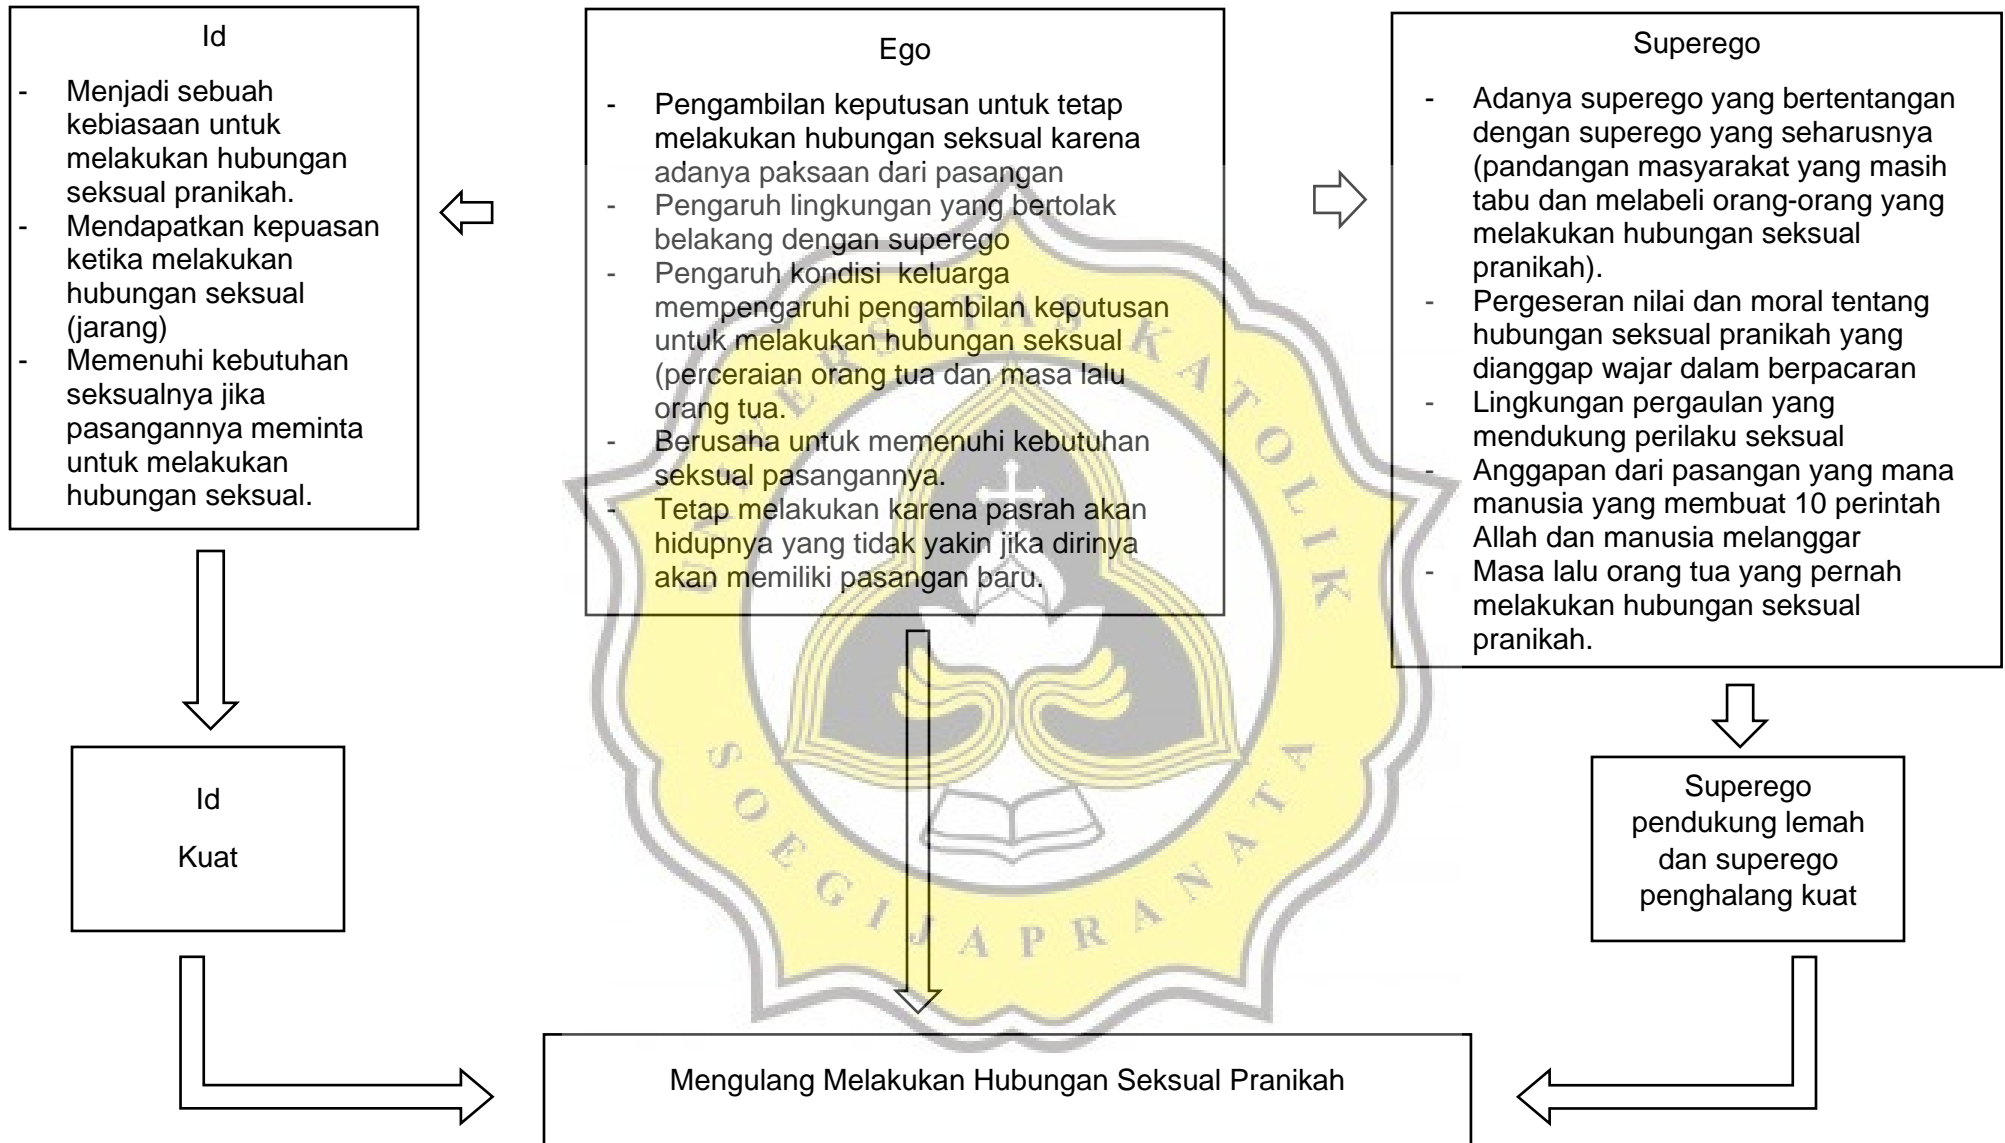 Id
- Menjadi sebuah
kebiasaan untuk
melakukan hubungan
seksual pranikah.
- Mendapatkan kepuasan
ketika melakukan
hubungan seksual
(jarang)
- Memenuhi kebutuhan
seksualnya jika
pasangannya meminta
untuk melakukan
hubungan seksual.
Ego
- Pengambilan keputusan untuk tetap
melakukan hubungan seksual karena
adanya paksaan dari pasangan
- Pengaruh lingkungan yang bertolak
belakang dengan superego
- Pengaruh kondisi keluarga
mempengaruhi pengambilan keputusan
untuk melakukan hubungan seksual
(perceraian orang tua dan masa lalu
orang tua.
- Berusaha untuk memenuhi kebutuhan
seksual pasangannya.
- Tetap melakukan karena pasrah akan
hidupnya yang tidak yakin jika dirinya
akan memiliki pasangan baru.
Superego
- Adanya superego yang bertentangan
dengan superego yang seharusnya
(pandangan masyarakat yang masih
tabu dan melabeli orang-orang yang
melakukan hubungan seksual
pranikah).
- Pergeseran nilai dan moral tentang
hubungan seksual pranikah yang
dianggap wajar dalam berpacaran
- Lingkungan pergaulan yang
mendukung perilaku seksual
- Anggapan dari pasangan yang mana
manusia yang membuat 10 perintah
Allah dan manusia melanggar
- Masa lalu orang tua yang pernah
melakukan hubungan seksual
pranikah.
Id
Kuat
Superego
pendukung lemah
dan superego
penghalang kuat
Mengulang Melakukan Hubungan Seksual Pranikah
UNIVERSITAS KATOLIK
SOEGIJAPRANATA